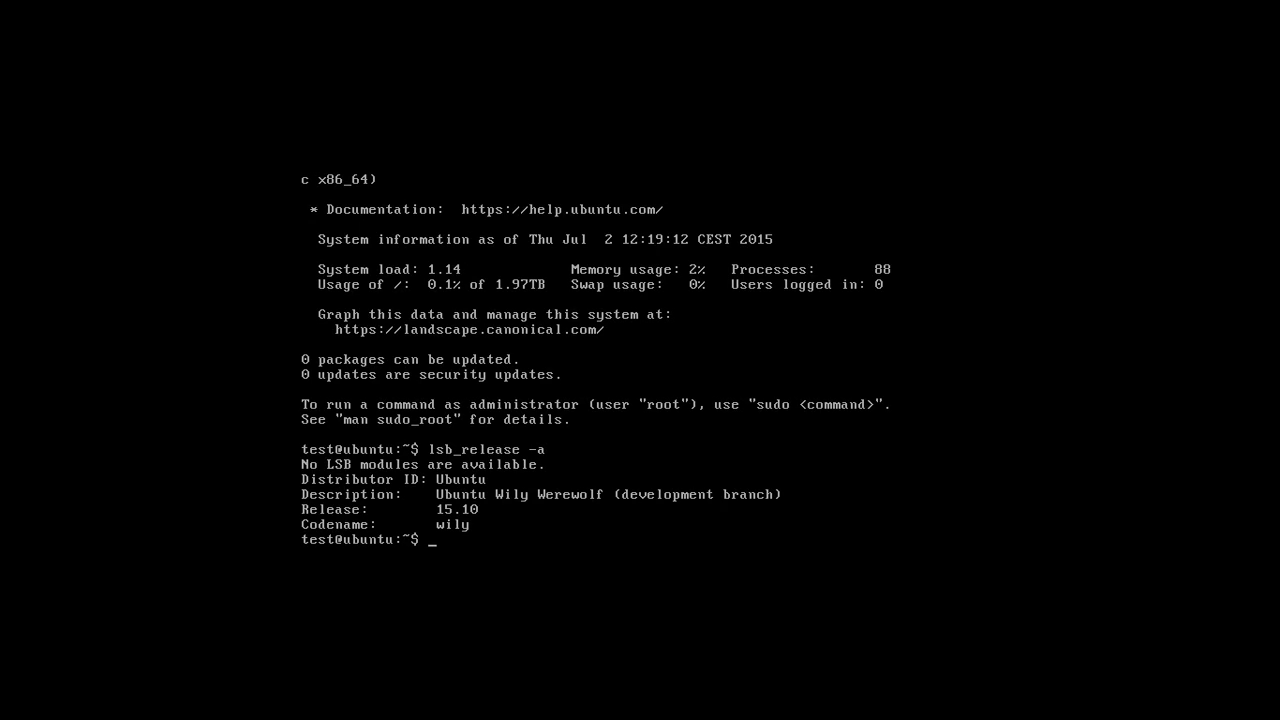 c x86_64)
 * Documentation:  https://help.ubuntu.com/
  System information as of Thu Jul  2 12:19:12 CEST 2015
  System load: 1.14             Memory usage: 2%   Processes:       88
  Usage of /:  0.1% of 1.97TB   Swap usage:   0%   Users logged in: 0
  Graph this data and manage this system at:
    https://landscape.canonical.com/
0 packages can be updated.
0 updates are security updates.
To run a command as administrator (user "root"), use "sudo <command>".
See "man sudo_root" for details.
test@ubuntu:~$ lsb_release -a
No LSB modules are available.
Distributor ID: Ubuntu
Description:    Ubuntu Wily Werewolf (development branch)
Release:        15.10
Codename:       wily
test@ubuntu:~$ _